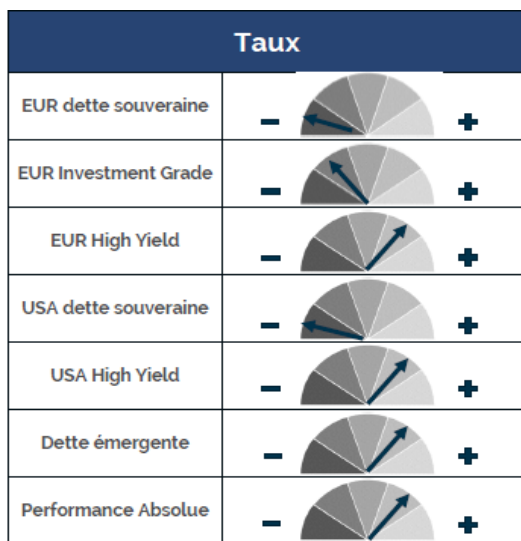 Taux
EUR dette souveraine
- +
EUR Investment Grade
- +
EUR High Yield
- +
USA dette souveraine
- +
USA High Yield
- +
Dette émergente
- +
Performance Absolue
- +